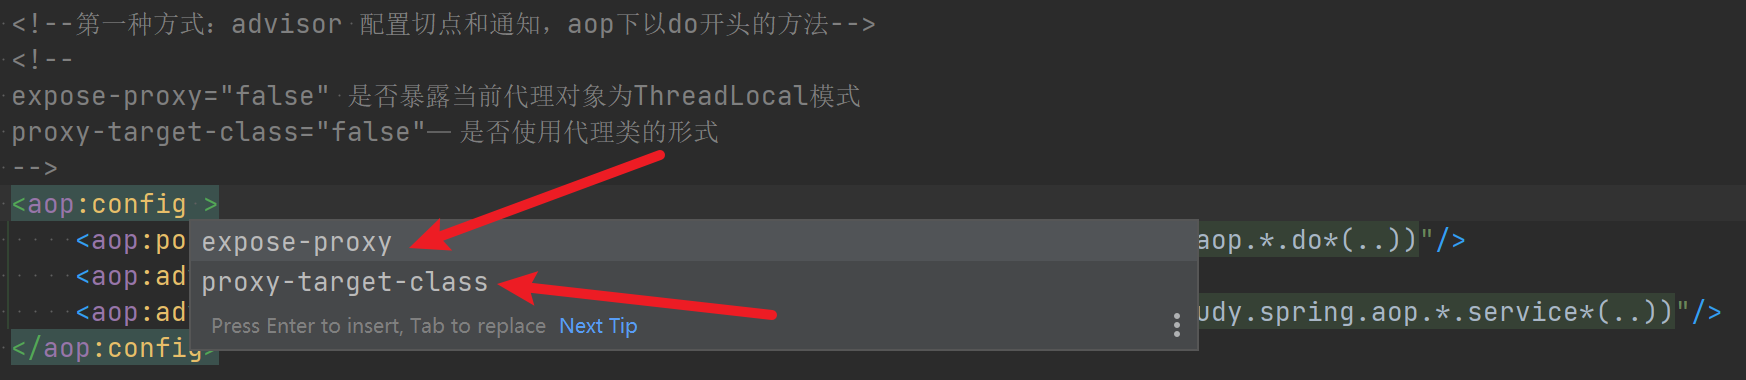 <!--第一种方式：advisor 配置切点和通知，aop下以do开头的方法-->
<!--
expose-proxy="false" 是否暴露当前代理对象为ThreadLocal模式
proxy-target-class="false"— 是否使用代理类的形式
-->
<aop:config >
<aop:po aop.*.do*(..))"/>
expose-proxy
<aop:ad
proxy-target-class
<aop:ad udy.spring.aop.*.service*(..))"/>
Press Enter to insert, Tab to replace Next Tip
</aop:config>